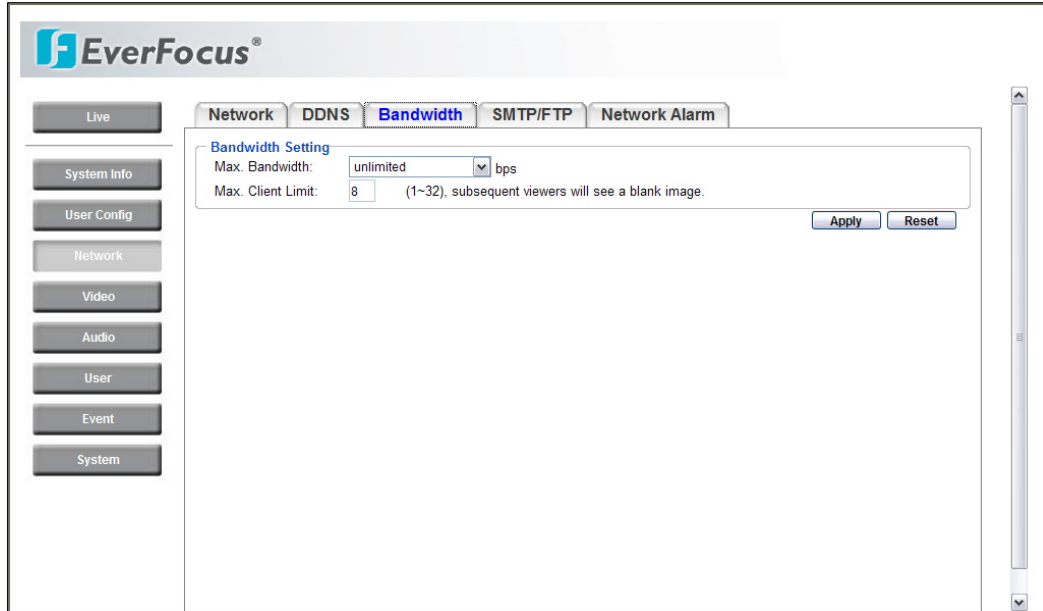 EverFocus®
Live
System Info
User Config
Network
Video
Audio
User
Event
System
Network DDNS Bandwidth SMTP/FTP Network Alarm
Bandwidth Setting
Max. Bandwidth: unlimited bps
Max. Client Limit: 8 (1~32), subsequent viewers will see a blank image.
Apply Reset